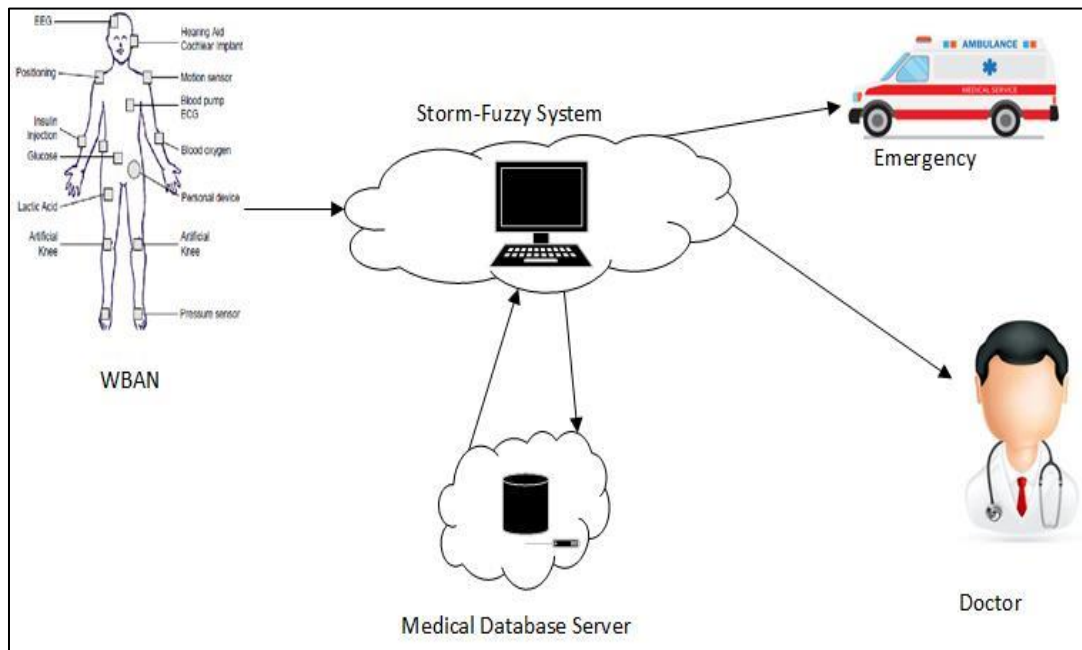 EEG
Hearing Aid
Cochlear Implant
Positioning
Motion sensor
Blood pump
ECG
Insulin
Injection
Blood oxygen
Glucose
Personal device
Lactic Acid
Artificial
Knee
Artificial
Knee
Pressum sensor
WBAN
Storm-Fuzzy System
AMBULANCE
MEDICAL SERVICE
Emergency
Medical Database Server
Doctor